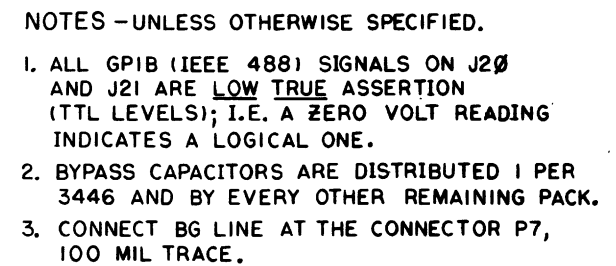 NOTES - UNLESS OTHERWISE SPECIFIED.
1. ALL GPIB (IEEE 488) SIGNALS ON J20
AND J21 ARE LOW TRUE ASSERTION
(TTL LEVELS); I.E. A ZERO VOLT READING
INDICATES A LOGICAL ONE.
2. BYPASS CAPACITORS ARE DISTRIBUTED 1 PER
3446 AND BY EVERY OTHER REMAINING PACK.
3. CONNECT BG LINE AT THE CONNECTOR P7,
100 MIL TRACE.